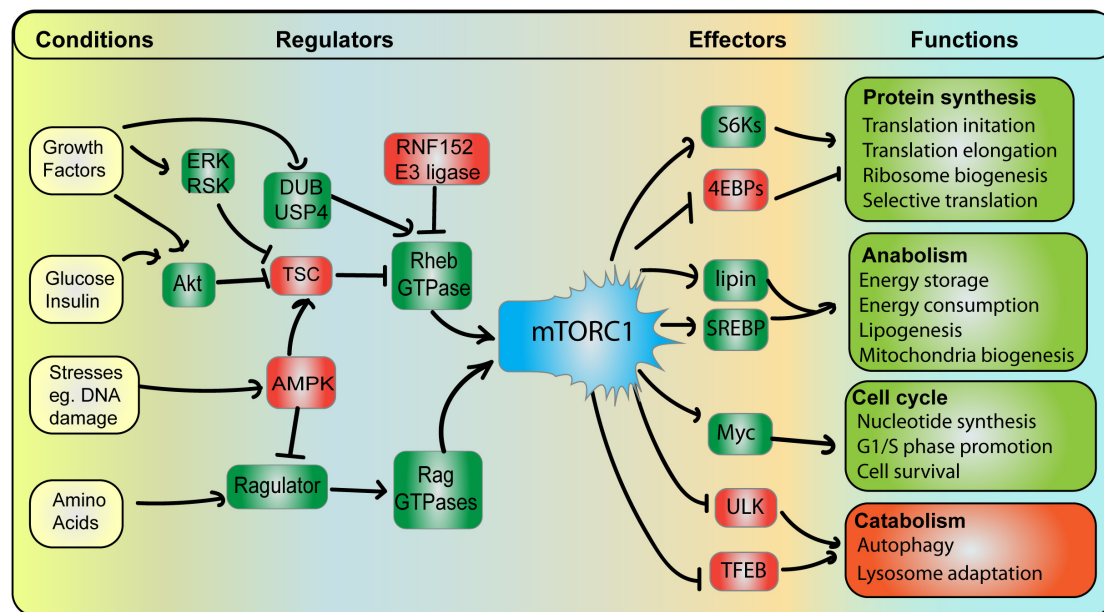 Conditions
Regulators
Effectors
Functions
Growth
Factors
Glucose
Insulin
Stresses
eg. DNA
damage
Amino
Acids
ERK
RSK
Akt
DUB
USP4
TSC
AMPK
Ragulator
RNF152
E3 ligase
Rheb
GTPase
Rag
GTPases
mTORC1
S6Ks
4EBPs
lipin
SREBP
Myc
ULK
TFEB
Protein synthesis
Translation initation
Translation elongation
Ribosome biogenesis
Selective translation
Anabolism
Energy storage
Energy consumption
Lipogenesis
Mitochondria biogenesis
Cell cycle
Nucleotide synthesis
G1/S phase promotion
Cell survival
Catabolism
Autophagy
Lysosome adaptation